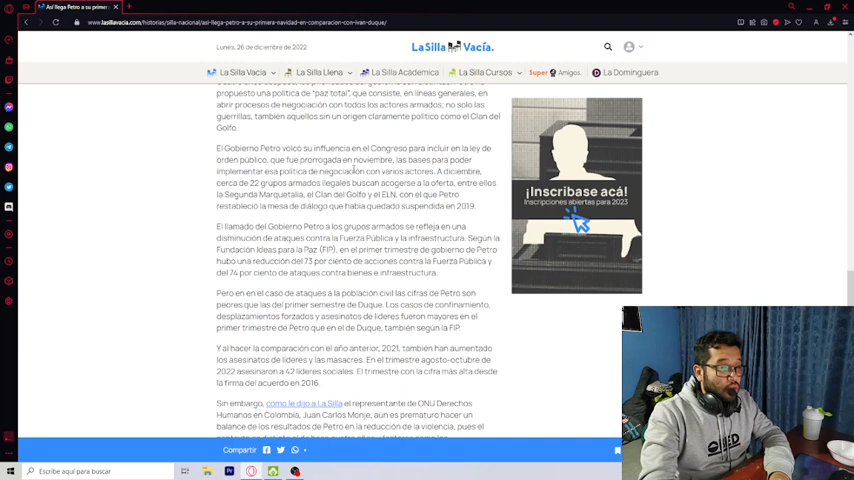 Así llega Petro a su primera
www.lasillavacia.com/historias/silla-nacional/asi-llega-petro-a-su-primera-navidad-en-comparacion-con-ivan-duque/
Lunes, 26 de diciembre de 2022
La Silla Vacía.
La Silla Vacía La Silla Llena La Silla Académica La Silla Cursos Super Amigos. La Dominguera
propuesto una política de "paz total", que consiste, en líneas generales, en
abrir procesos de negociación con todos los actores armados; no solo las
guerrillas, también aquellos sin un origen claramente político como el Clan del
Golfo.
El Gobierno Petro volcó su influencia en el Congreso para incluir en la ley de
orden público, que fue prorrogada en noviembre, las bases para poder
implementar esa política de negociación con varios actores. A diciembre,
cerca de 22 grupos armados ilegales buscan acogerse a la oferta, entre ellos
la Segunda Marquetalia, el Clan del Golfo y el ELN, con el que Petro
restableció la mesa de diálogo que había quedado suspendida en 2019.
El llamado del Gobierno Petro a los grupos armados se refleja en una
disminución de ataques contra la Fuerza Pública y la infraestructura. Según la
Fundación Ideas para la Paz (FIP), en el primer trimestre de gobierno de Petro
hubo una reducción del 73 por ciento de acciones contra la Fuerza Pública y
del 74 por ciento de ataques contra bienes e infraestructura.
Pero en en el caso de ataques a la población civil las cifras de Petro son
peores que las del primer semestre de Duque. Los casos de confinamiento,
desplazamientos forzados y asesinatos de líderes fueron mayores en el
primer trimestre de Petro que en el de Duque, también según la FIP.
Y al hacer la comparación con el año anterior, 2021, también han aumentado
los asesinatos de líderes y las masacres. En el trimestre agosto-octubre de
2022 asesinaron a 42 líderes sociales. El trimestre con la cifra más alta desde
la firma del acuerdo en 2016.
Sin embargo, como le dijo a La Silla el representante de ONU Derechos
Humanos en Colombia, Juan Carlos Monje, aún es prematuro hacer un
balance de los resultados de Petro en la reducción de la violencia, pues el
¡Inscríbase acá!
Inscripciones abiertas para 2023
Compartir
Escribe aquí para buscar